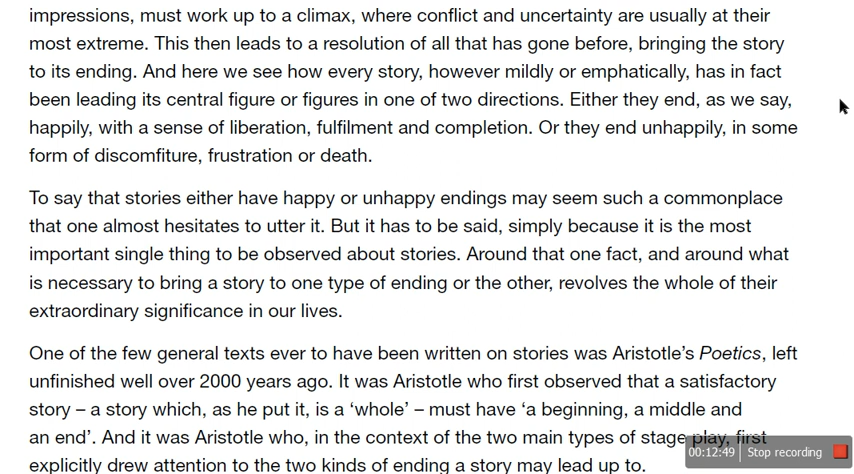 impressions, must work up to a climax, where conflict and uncertainty are usually at their
most extreme. This then leads to a resolution of all that has gone before, bringing the story
to its ending. And here we see how every story, however mildly or emphatically, has in fact
been leading its central figure or figures in one of two directions. Either they end, as we say,
happily, with a sense of liberation, fulfilment and completion. Or they end unhappily, in some
form of discomfiture, frustration or death.
To say that stories either have happy or unhappy endings may seem such a commonplace
that one almost hesitates to utter it. But it has to be said, simply because it is the most
important single thing to be observed about stories. Around that one fact, and around what
is necessary to bring a story to one type of ending or the other, revolves the whole of their
extraordinary significance in our lives.
One of the few general texts ever to have been written on stories was Aristotle’s Poetics, left
unfinished well over 2000 years ago. It was Aristotle who first observed that a satisfactory
story – a story which, as he put it, is a ‘whole’ – must have ‘a beginning, a middle and
an end’. And it was Aristotle who, in the context of the two main types of stage play, first
explicitly drew attention to the two kinds of ending a story may lead up to.
00:12:49 Stop recording